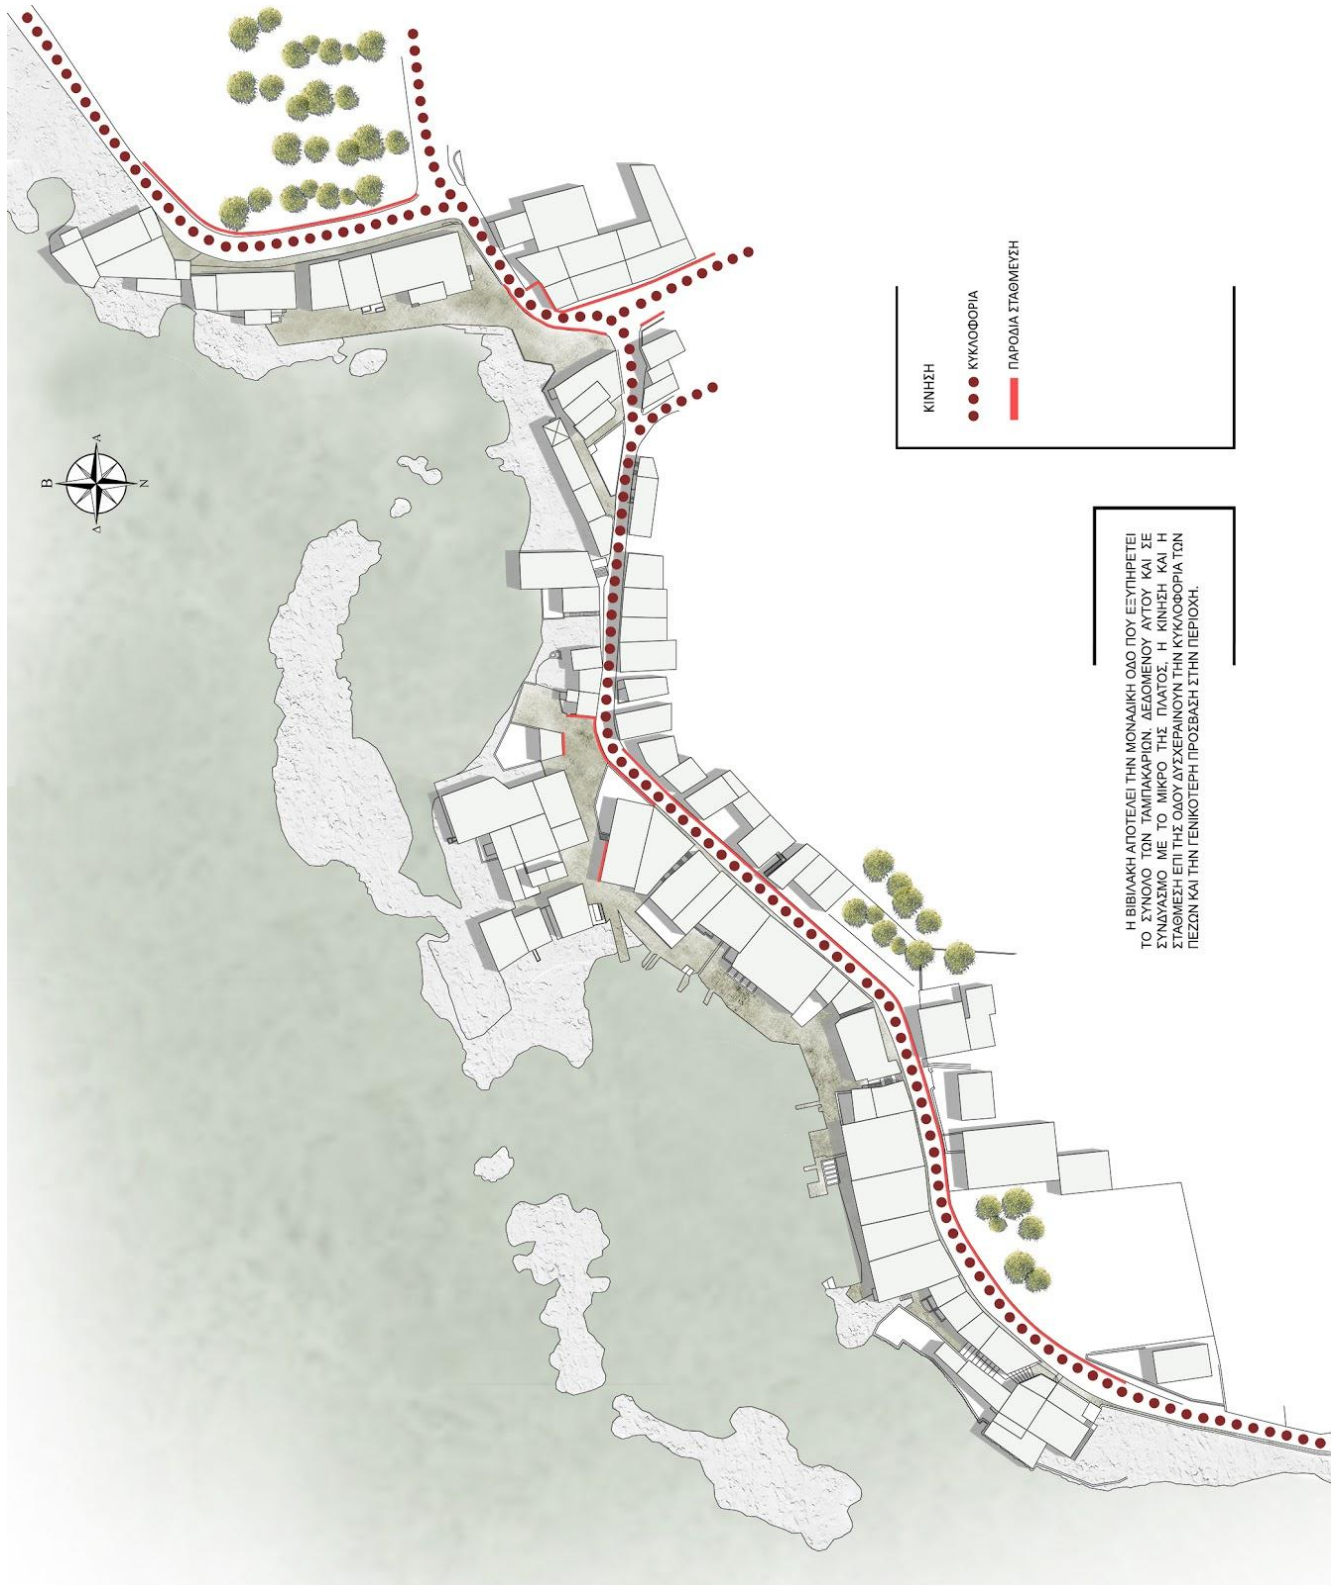 Β
Α
Δ
Ν
ΚΙΝΗΣΗ
ΚΥΚΛΟΦΟΡΙΑ
ΠΑΡΟΔΙΑ ΣΤΑΘΜΕΥΣΗ
Η ΒΙΒΙΛΑΚΗ ΑΠΟΤΕΛΕΙ ΤΗΝ ΜΟΝΑΔΙΚΗ ΟΔΟ ΠΟΥ ΕΞΥΠΗΡΕΤΕΙ
ΤΟ ΣΥΝΟΛΟ ΤΩΝ ΤΑΜΠΑΚΑΡΙΩΝ. ΔΕΔΟΜΕΝΟΥ ΑΥΤΟΥ ΚΑΙ ΣΕ
ΣΥΝΔΥΑΣΜΟ ΜΕ ΤΟ ΜΙΚΡΟ ΤΗΣ ΠΛΑΤΟΣ, Η ΚΙΝΗΣΗ ΚΑΙ Η
ΣΤΑΘΜΕΣΗ ΕΠΙ ΤΗΣ ΟΔΟΥ ΔΥΣΧΕΡΑΙΝΟΥΝ ΤΗΝ ΚΥΚΛΟΦΟΡΙΑ ΤΩΝ
ΠΕΖΩΝ ΚΑΙ ΤΗΝ ΓΕΝΙΚΟΤΕΡΗ ΠΡΟΣΒΑΣΗ ΣΤΗΝ ΠΕΡΙΟΧΗ.